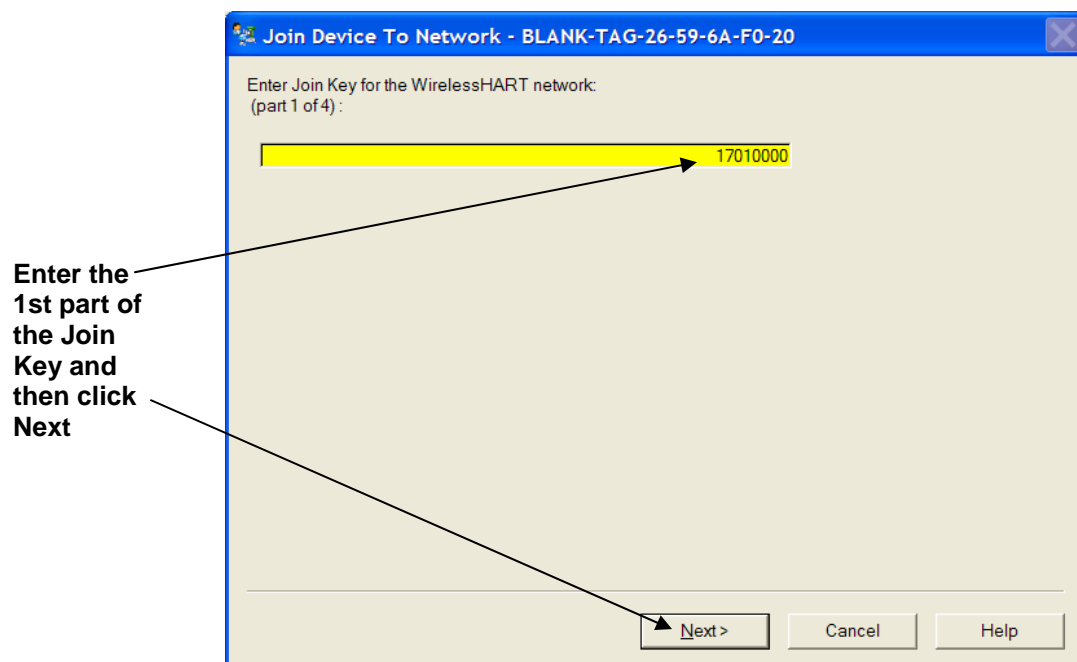 Join Device To Network - BLANK-TAG-26-59-6A-F0-20
Enter Join Key for the WirelessHART network:
(part 1 of 4) :
17010000
Enter the
1st part of
the Join
Key and
then click
Next
Next >
Cancel
Help